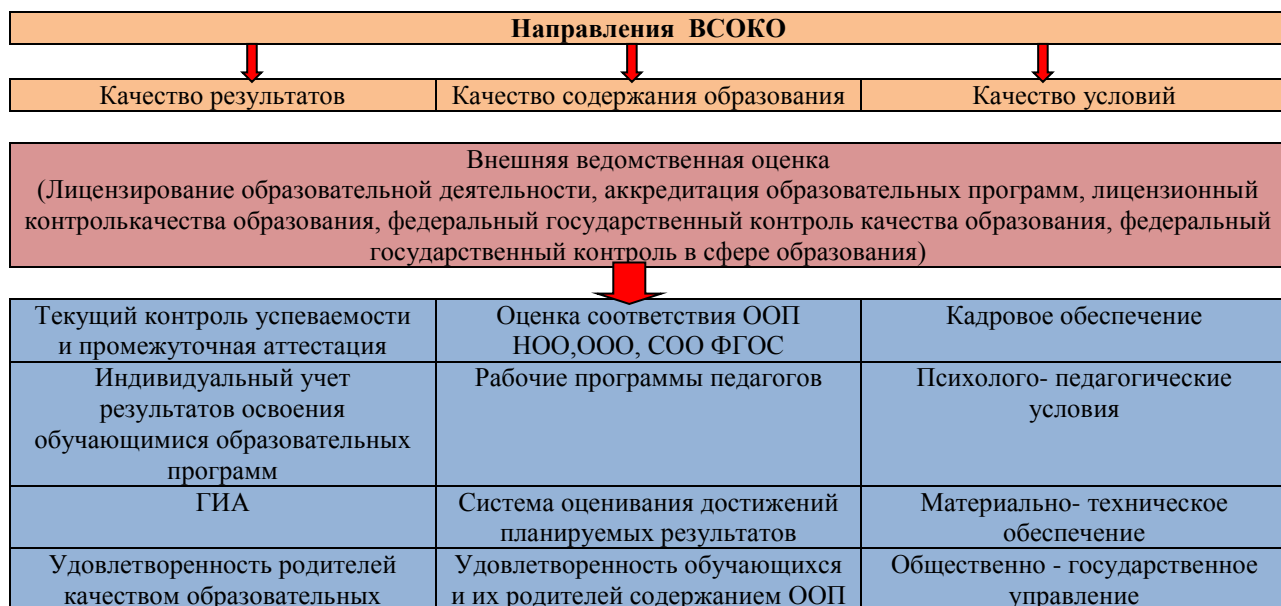 Направления ВСОКО
Качество результатов
Качество содержания образования
Качество условий
Внешняя ведомственная оценка
(Лицензирование образовательной деятельности, аккредитация образовательных программ, лицензионный
контролькачества образования, федеральный государственный контроль качества образования, федеральный
государственный контроль в сфере образования)
Текущий контроль успеваемости
и промежуточная аттестация
Оценка соответствия ООП
НОО,ООО, СОО ФГОС
Кадровое обеспечение
Индивидуальный учет
результатов освоения
обучающимися образовательных
программ
Рабочие программы педагогов
Психолого- педагогические
условия
ГИА
Система оценивания достижений
планируемых результатов
Материально- техническое
обеспечение
Удовлетворенность родителей
качеством образовательных
Удовлетворенность обучающихся
и их родителей содержанием ООП
Общественно - государственное
управление